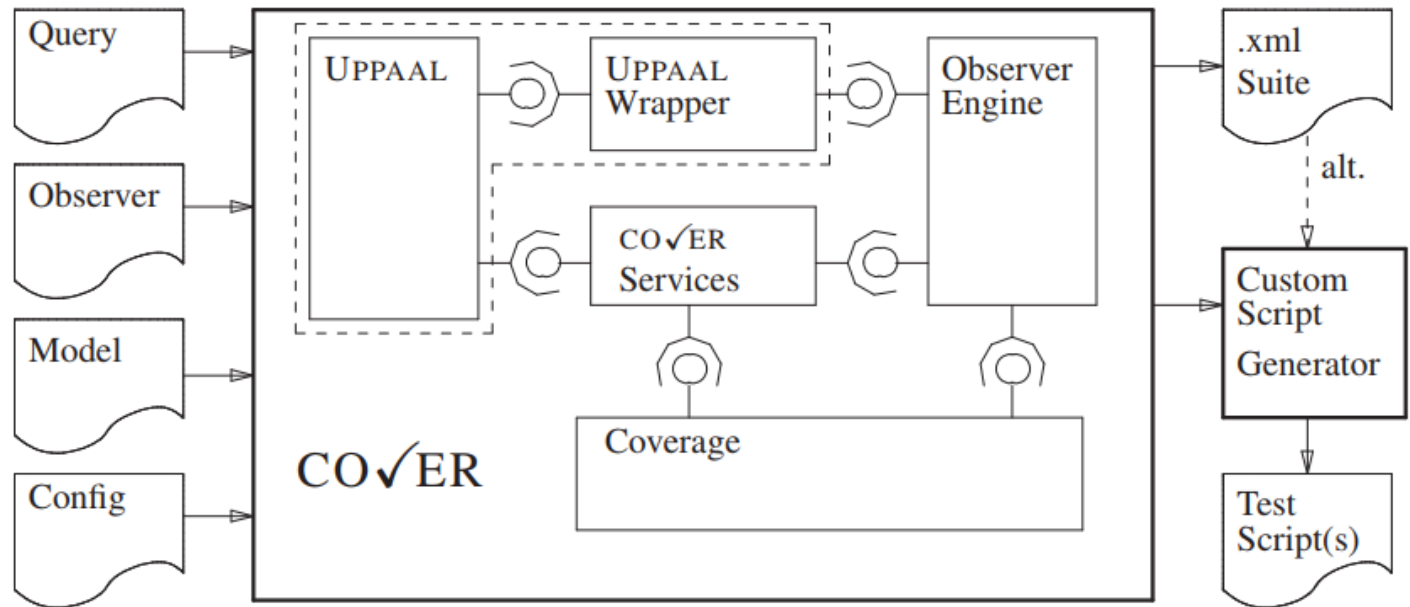 Query
Observer
Model
Config
UPPAAL
UPPAAL
Wrapper
Observer
Engine
CO✓ER
Services
Coverage
CO✓ER
.xml
Suite
alt.
Custom
Script
Generator
Test
Script(s)